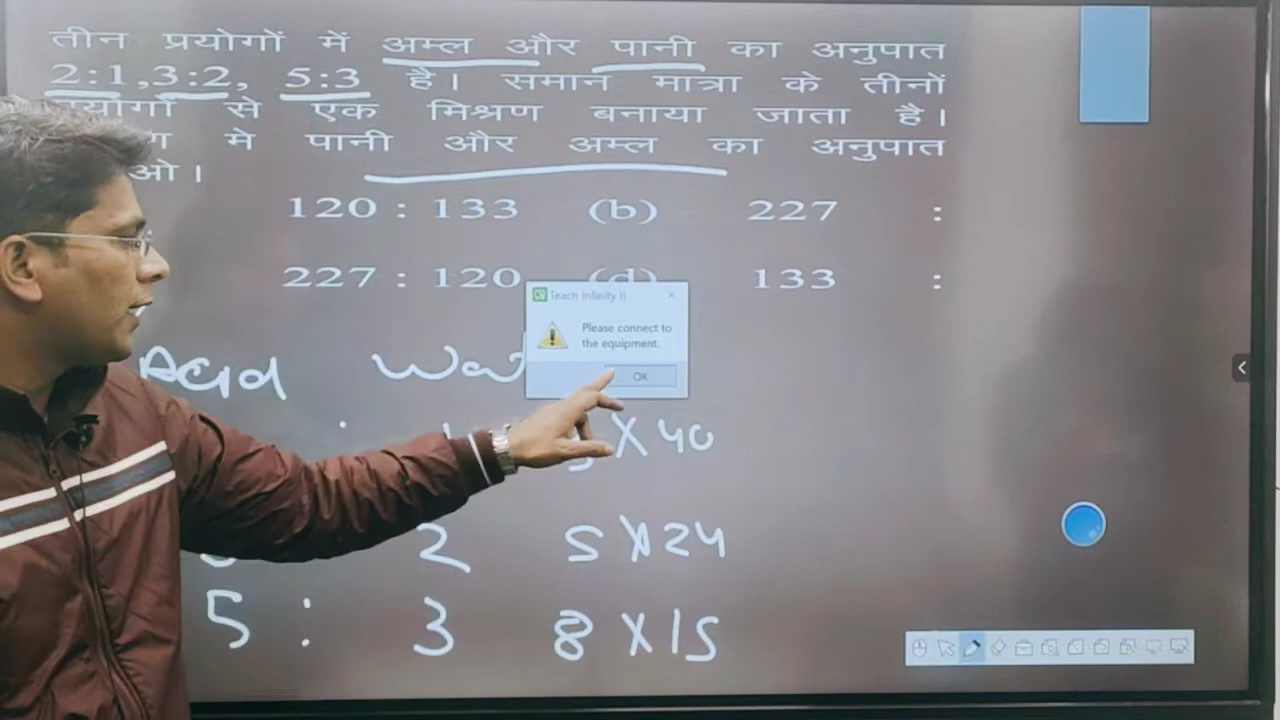 तीन प्रयोगों में अम्ल और पानी का अनुपात
2:1 ,3:2, 5:3 है। समान मात्रा के तीनों
से एक मिश्रण बनाया जाता है।
मे पानी और अम्ल का अनुपात
120 : 133 (b) 227 :
227 : 120 (d) 133 :
Teach Infinity II
Please connect to
the equipment.
OK
Acid Wat
X 40
2 5 X 24
5 : 3 8 X 15